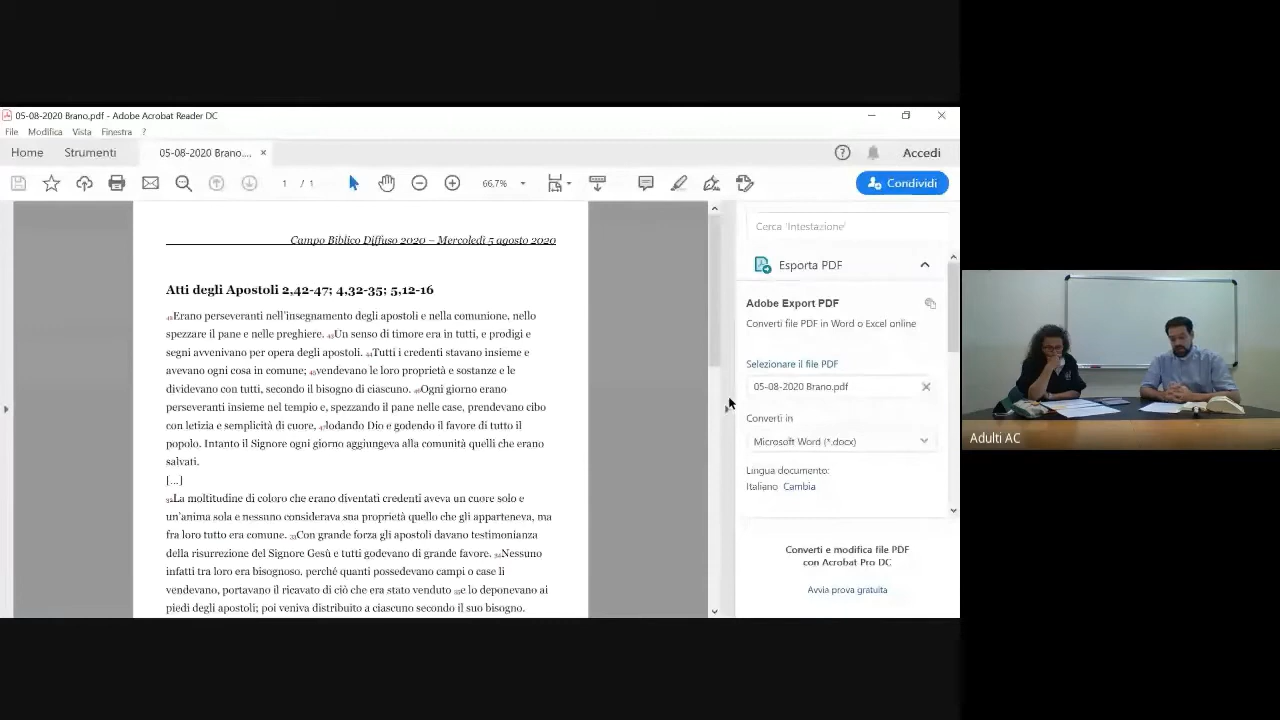 05-08-2020 Brano.pdf - Adobe Acrobat Reader DC
File Modifica Vista Finestra ?
Home Strumenti 05-08-2020 Brano.... × Accedi
1 / 1 66,7% Condividi
Campo Biblico Diffuso 2020 – Mercoledì 5 agosto 2020
Atti degli Apostoli 2,42-47; 4,32-35; 5,12-16
42Erano perseveranti nell'insegnamento degli apostoli e nella comunione, nello
spezzare il pane e nelle preghiere. 43Un senso di timore era in tutti, e prodigi e
segni avvenivano per opera degli apostoli. 44Tutti i credenti stavano insieme e
avevano ogni cosa in comune; 45vendevano le loro proprietà e sostanze e le
dividevano con tutti, secondo il bisogno di ciascuno. 46Ogni giorno erano
perseveranti insieme nel tempio e, spezzando il pane nelle case, prendevano cibo
con letizia e semplicità di cuore, 47lodando Dio e godendo il favore di tutto il
popolo. Intanto il Signore ogni giorno aggiungeva alla comunità quelli che erano
salvati.
[...]
32La moltitudine di coloro che erano diventati credenti aveva un cuore solo e
un'anima sola e nessuno considerava sua proprietà quello che gli apparteneva, ma
fra loro tutto era comune. 33Con grande forza gli apostoli davano testimonianza
della risurrezione del Signore Gesù e tutti godevano di grande favore. 34Nessuno
infatti tra loro era bisognoso, perché quanti possedevano campi o case li
vendevano, portavano il ricavato di ciò che era stato venduto 35e lo deponevano ai
piedi degli apostoli; poi veniva distribuito a ciascuno secondo il suo bisogno.
Cerca 'Intestazione'
Esporta PDF
Adobe Export PDF
Converti file PDF in Word o Excel online
Selezionare il file PDF
05-08-2020 Brano.pdf
Converti in
Microsoft Word (*.docx)
Lingua documento:
Italiano Cambia
Converti e modifica file PDF
con Acrobat Pro DC
Avvia prova gratuita
Adulti AC